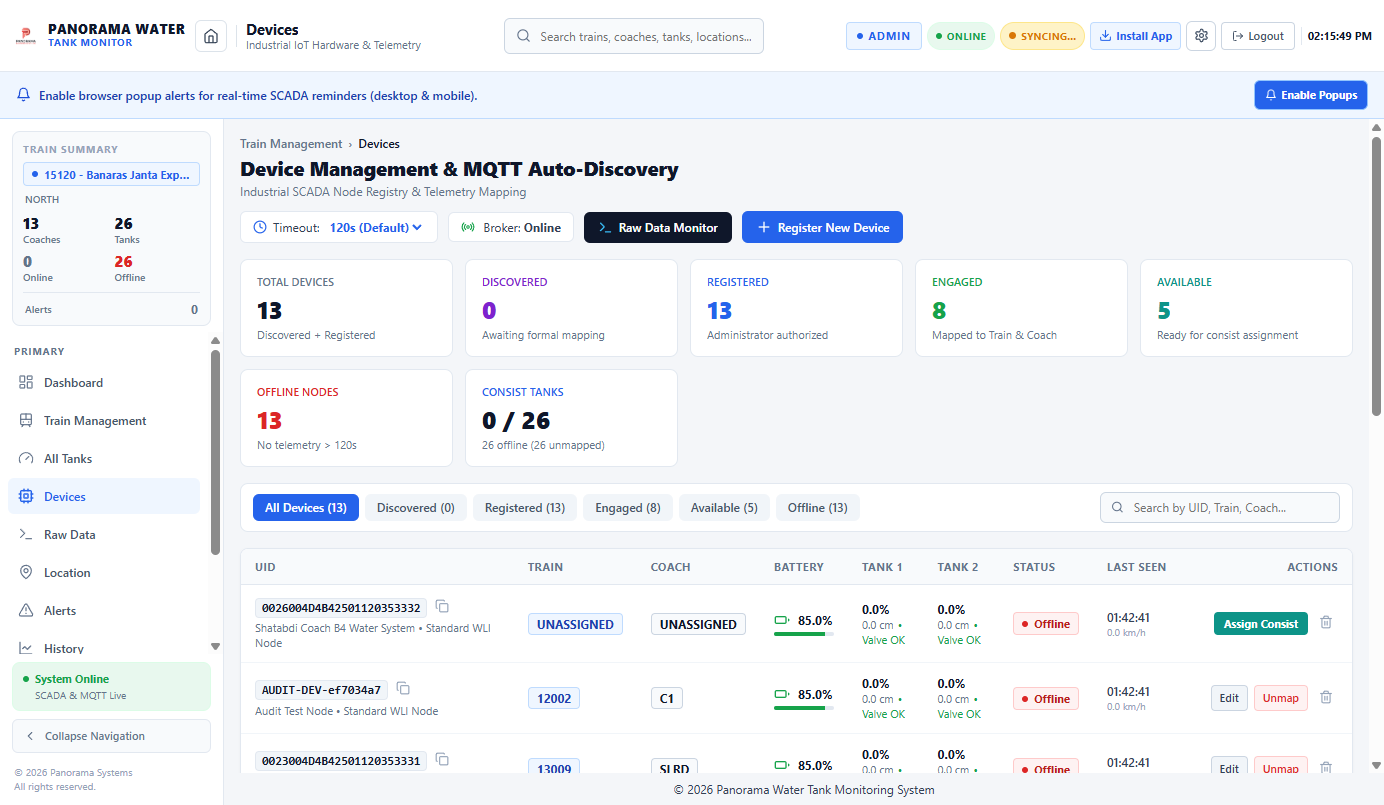 PANORAMA WATER
TANK MONITOR
Devices
Industrial IoT Hardware & Telemetry
Search trains, coaches, tanks, locations...
ADMIN
ONLINE
SYNCING...
Install App
Logout
02:15:49 PM
Enable browser popup alerts for real-time SCADA reminders (desktop & mobile).
Enable Popups
TRAIN SUMMARY
15120 - Banaras Janta Exp...
NORTH
13 26
Coaches Tanks
0 26
Online Offline
Alerts 0
PRIMARY
Dashboard
Train Management
All Tanks
Devices
Raw Data
Location
Alerts
History
System Online
SCADA & MQTT Live
Collapse Navigation
© 2026 Panorama Systems
All rights reserved.
Train Management › Devices
Device Management & MQTT Auto-Discovery
Industrial SCADA Node Registry & Telemetry Mapping
Timeout: 120s (Default)
Broker: Online
Raw Data Monitor
Register New Device
TOTAL DEVICES
13
Discovered + Registered
DISCOVERED
0
Awaiting formal mapping
REGISTERED
13
Administrator authorized
ENGAGED
8
Mapped to Train & Coach
AVAILABLE
5
Ready for consist assignment
OFFLINE NODES
13
No telemetry > 120s
CONSIST TANKS
0 / 26
26 offline (26 unmapped)
All Devices (13) Discovered (0) Registered (13) Engaged (8) Available (5) Offline (13)
Search by UID, Train, Coach...
UID TRAIN COACH BATTERY TANK 1 TANK 2 STATUS LAST SEEN ACTIONS
0026004D4B42501120353332
Shatabdi Coach B4 Water System • Standard WLI
Node
UNASSIGNED
UNASSIGNED
85.0%
0.0%
0.0 cm •
Valve OK
0.0%
0.0 cm •
Valve OK
Offline
01:42:41
0.0 km/h
Assign Consist
AUDIT-DEV-ef7034a7
Audit Test Node • Standard WLI Node
12002
C1
85.0%
0.0%
0.0 cm •
Valve OK
0.0%
0.0 cm •
Valve OK
Offline
01:42:41
0.0 km/h
Edit
Unmap
0023004D4B42501120353331
13009
SLRD
85.0%
0.0%
0.0 cm •
0.0%
0.0 cm •
Offline
01:42:41
Edit
Unmap
© 2026 Panorama Water Tank Monitoring System